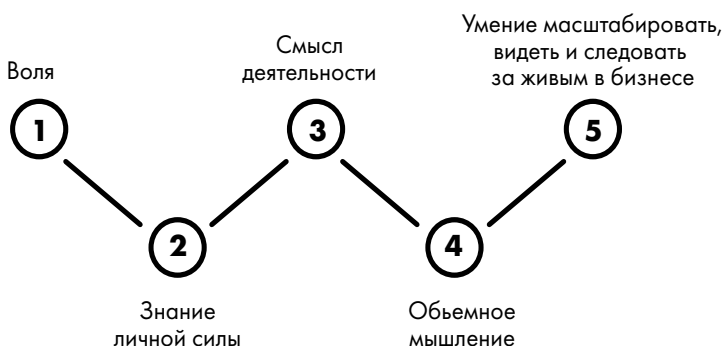 Воля
1
Знание
личной силы
2
Смысл
деятельности
3
Обьемное
мышление
4
Умение масштабировать,
видеть и следовать
за живым в бизнесе
5